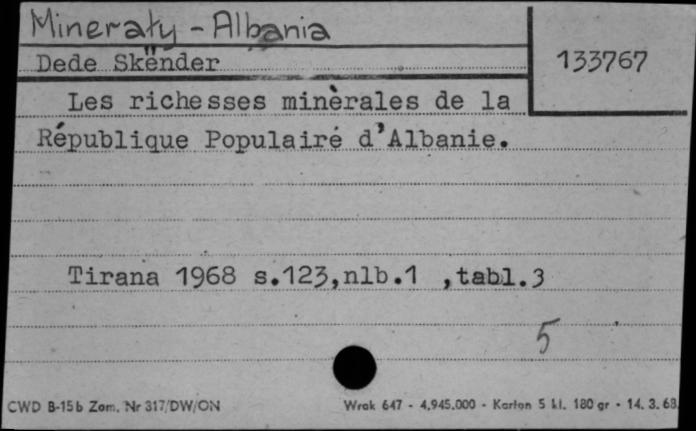 Minerały - Albania
Dede Skënder
133767
Les richesses minèrales de la
République Populairé d'Albanie.
Tirana 1968 s.123,nlb.1 ,tabl.3
5
CWD B-15b Zam. Nr 317/DW/ON Wrak 647 - 4,945.000 - Karton 5 kl. 180 gr - 14. 3. 68.